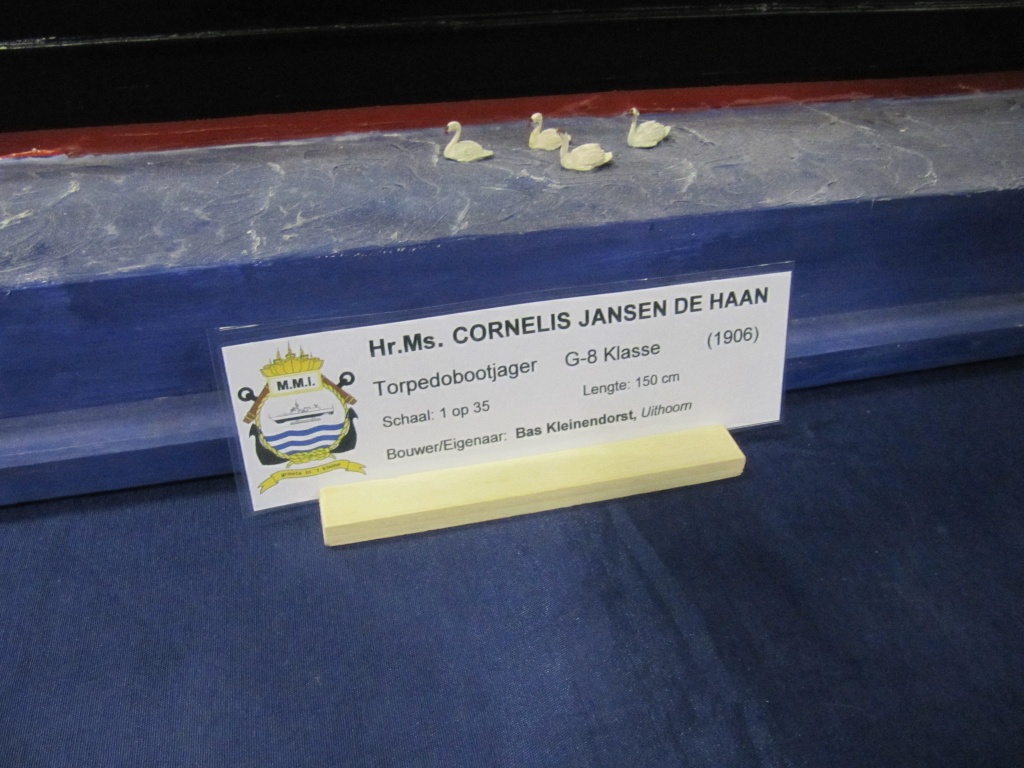 Hr.Ms. CORNELIS JANSEN DE HAAN
Torpedobootjager G-8 Klasse (1906)
Schaal: 1 op 35 Lengte: 150 cm
Bouwer/Eigenaar: Bas Kleinendorst, Uithoorn
M.M.I.